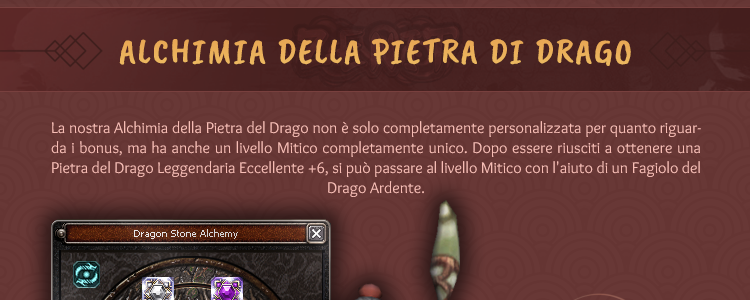 ALCHIMIA DELLA PIETRA DI DRAGO
La nostra Alchimia della Pietra del Drago non è solo completamente personalizzata per quanto riguar-
da i bonus, ma ha anche un livello Mitico completamente unico. Dopo essere riusciti a ottenere una
Pietra del Drago Leggendaria Eccellente +6, si può passare al livello Mitico con l'aiuto di un Fagiolo del
Drago Ardente.
Dragon Stone Alchemy